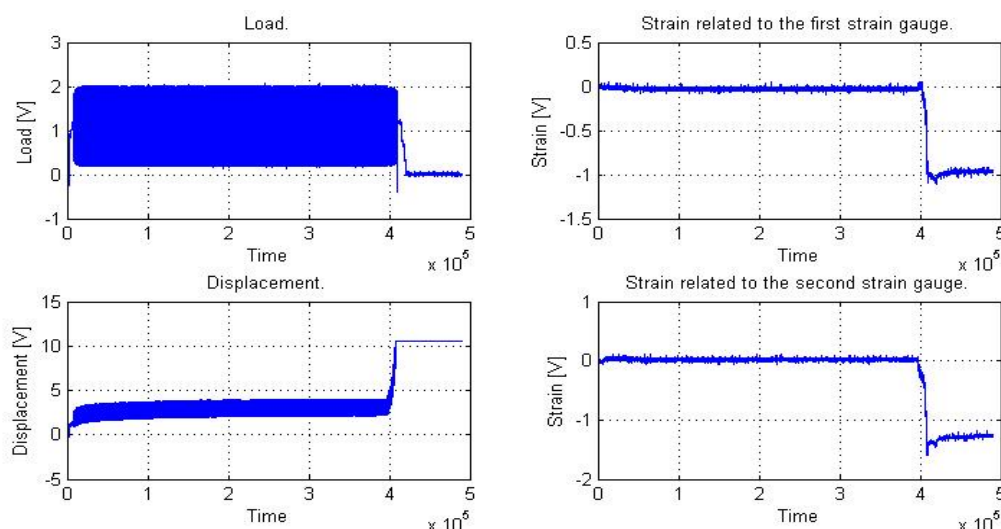 Load.
3
2
1
0
-1
Load [V]
0 1 2 3 4 5
Time
x 10^5
Strain related to the first strain gauge.
0.5
0
-0.5
-1
-1.5
Strain [V]
0 1 2 3 4 5
Time
x 10^5
Displacement.
15
10
5
0
-5
Displacement [V]
0 1 2 3 4 5
Time
x 10^5
Strain related to the second strain gauge.
1
0
-1
-2
Strain [V]
0 1 2 3 4 5
Time
x 10^5